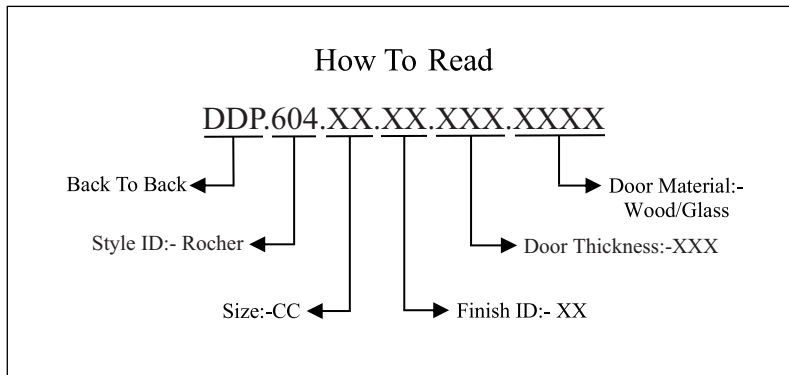 How To Read
DDP.604.XX.XX.XXX.XXXX
Back To Back
Door Material:-
Wood/Glass
Style ID:- Rocher
Door Thickness:-XXX
Size:-CC
Finish ID:- XX